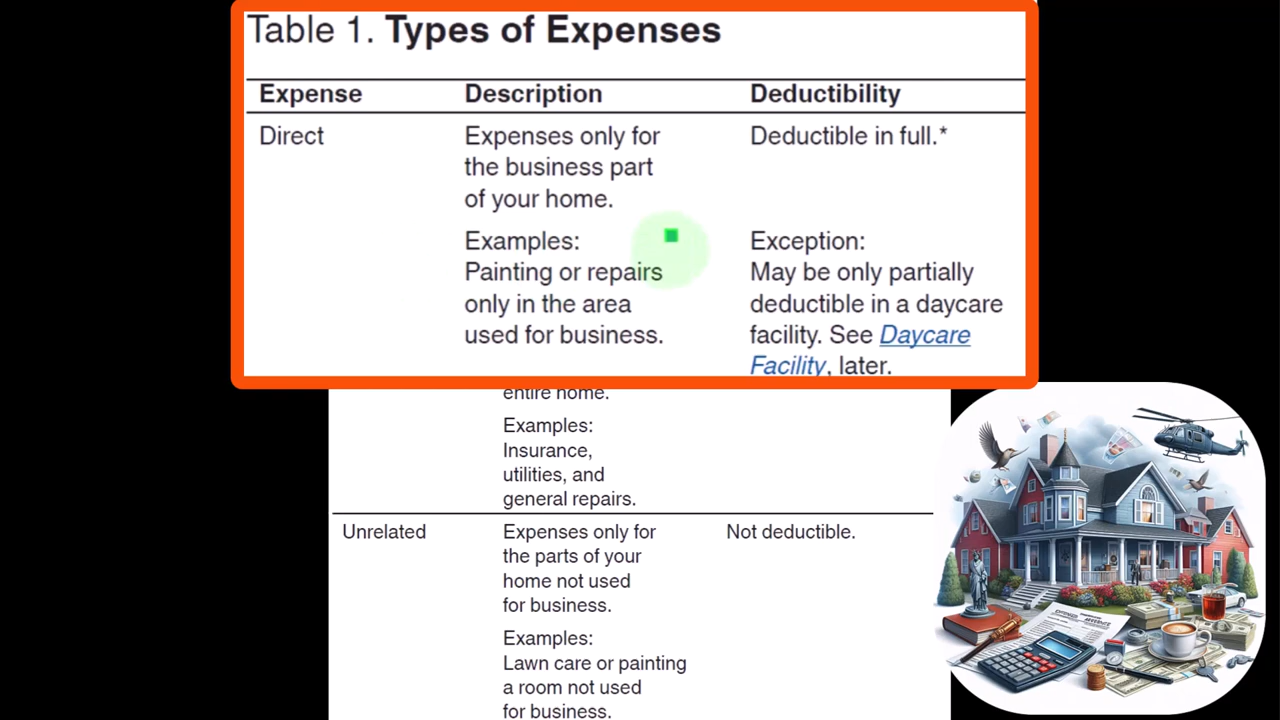 Table 1. Types of Expenses
Expense Description Deductibility
Direct Expenses only for Deductible in full.*
the business part
of your home.
Examples: Exception:
Painting or repairs May be only partially
only in the area deductible in a daycare
used for business. facility. See Daycare
Facility, later.
entire home.
Examples:
Insurance,
utilities, and
general repairs.
Unrelated Expenses only for Not deductible.
the parts of your
home not used
for business.
Examples:
Lawn care or painting
a room not used
for business.